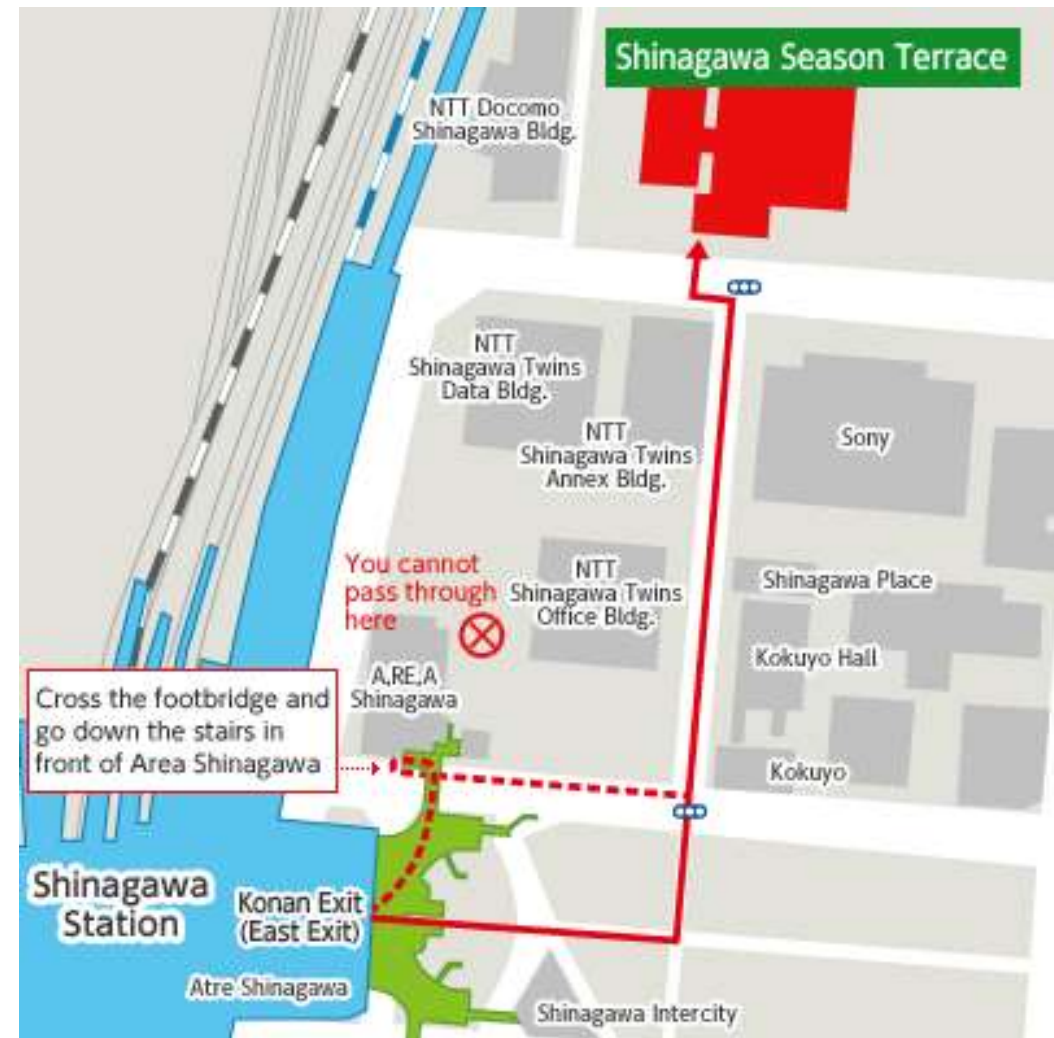 Shinagawa Season Terrace
NTT Docomo
Shinagawa Bldg.
NTT
Shinagawa Twins
Data Bldg.
NTT
Shinagawa Twins
Annex Bldg.
Sony
You cannot
pass through
here
NTT
Shinagawa Twins
Office Bldg.
Shinagawa Place
Kokuyo Hall
A,RE,A
Shinagawa
Cross the footbridge and
go down the stairs in
front of Area Shinagawa
Kokuyo
Shinagawa
Station
Konan Exit
(East Exit)
Atre Shinagawa
Shinagawa Intercity